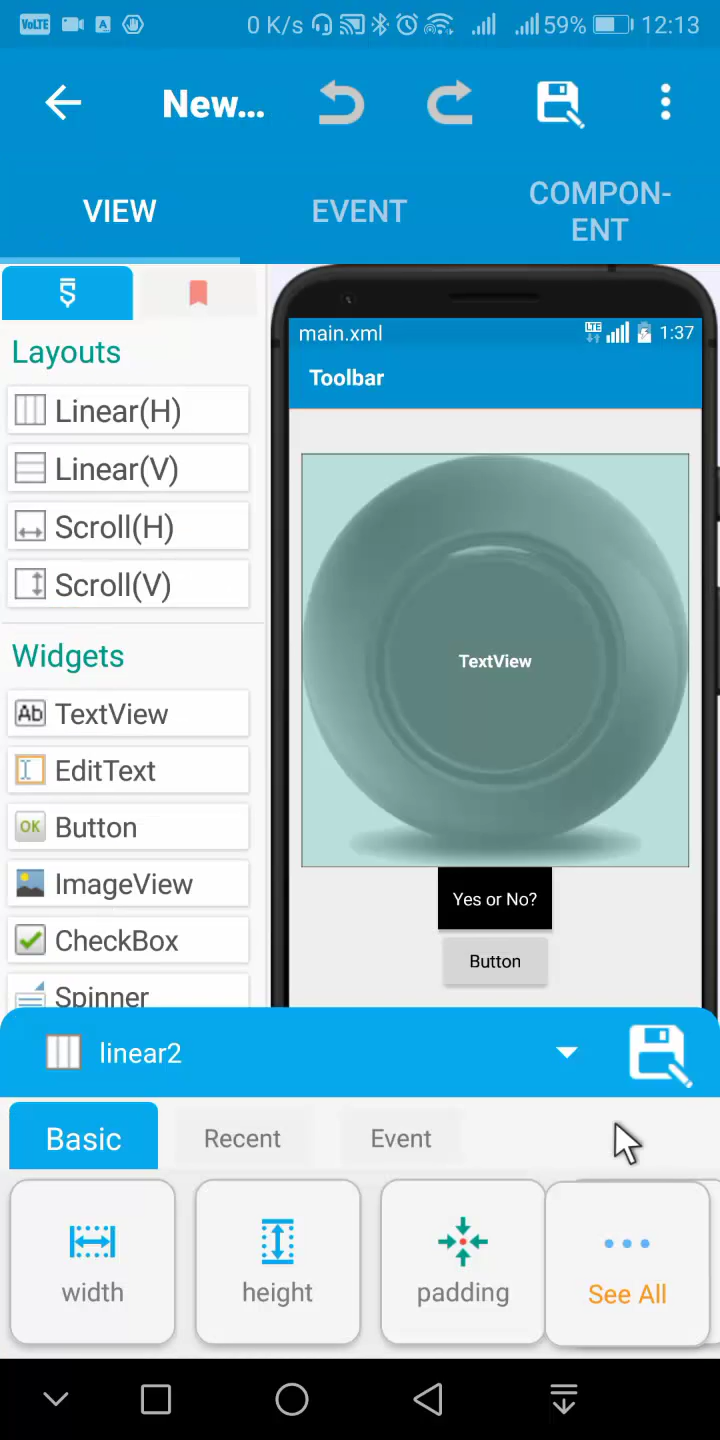 VoLTE A 0 K/s 59% 12:13
New...
VIEW EVENT COMPON-
ENT
main.xml LTE 1:37
Toolbar
Layouts
Linear(H)
Linear(V)
Scroll(H)
Scroll(V)
Widgets
Ab TextView
EditText
OK Button
ImageView
CheckBox
Spinner
TextView
Yes or No?
Button
linear2
Basic Recent Event
width height padding See All